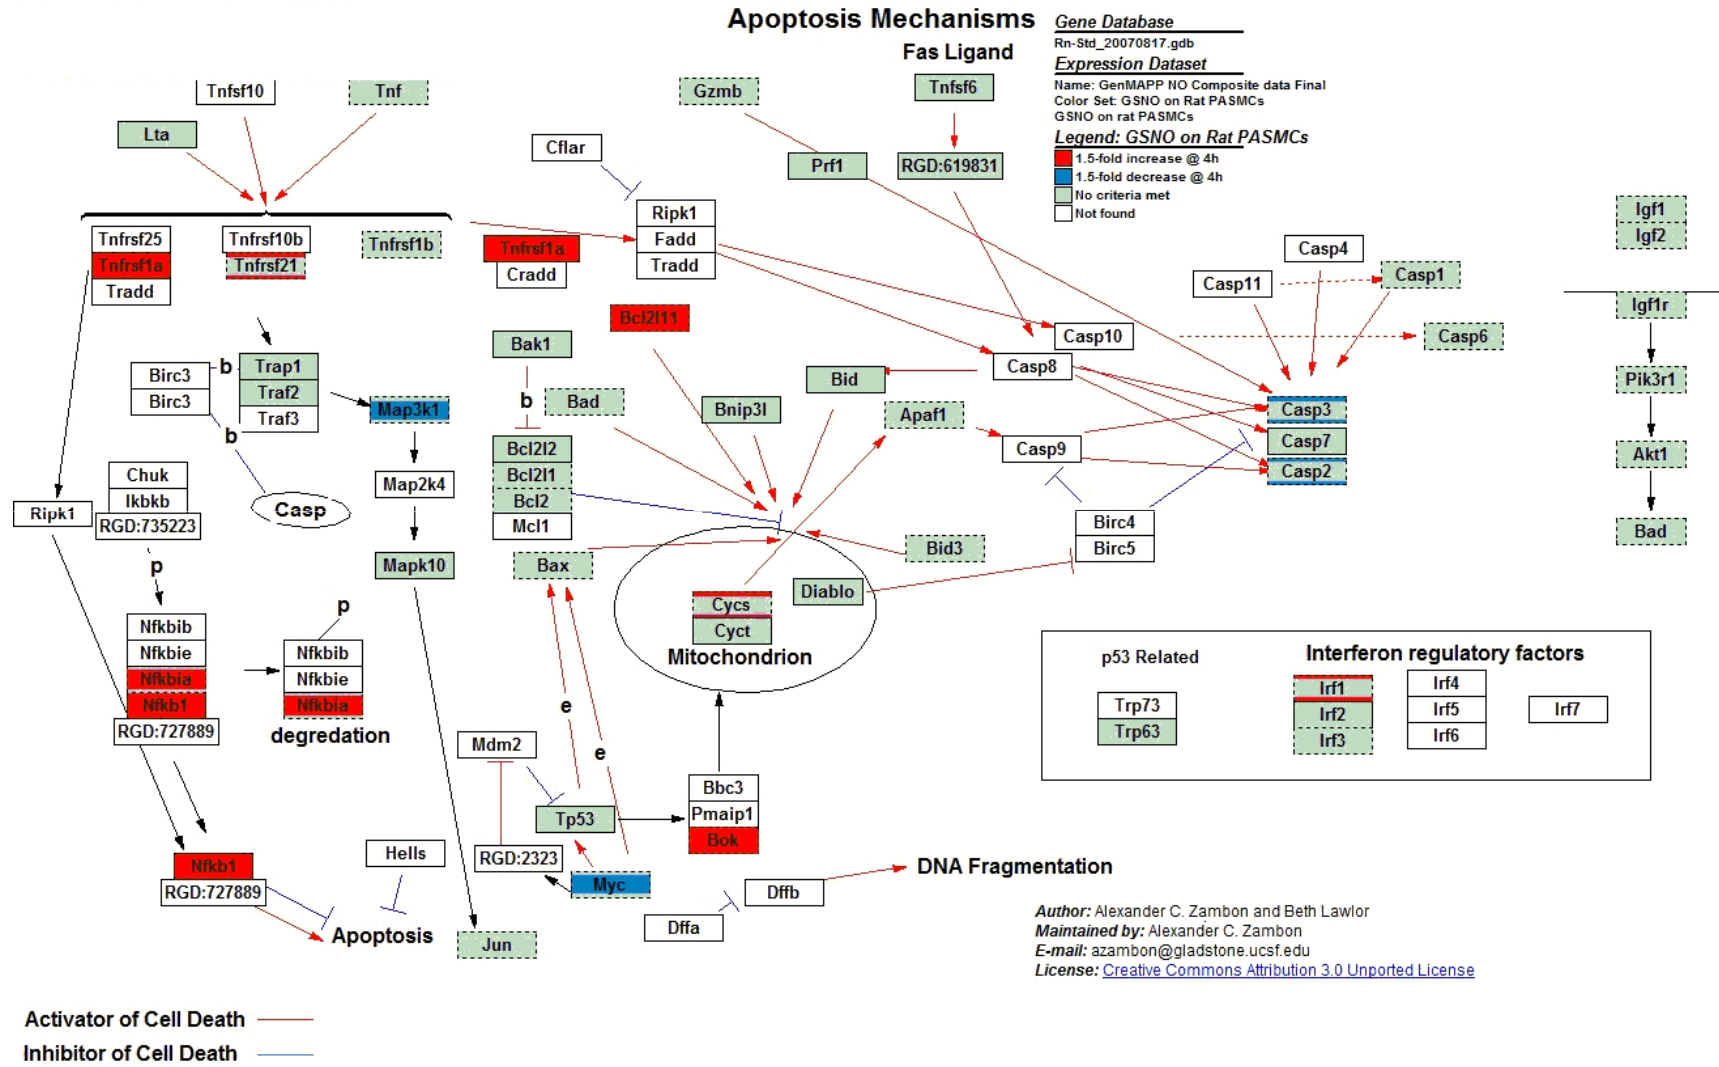 Apoptosis Mechanisms
Gene Database
Rn-Std_20070817.gdb
Expression Dataset
Name: GenMAPP NO Composite data Final
Color Set: GSNO on Rat PASMCs
GSNO on rat PASMCs
Legend: GSNO on Rat PASMCs
1.5-fold increase @ 4h
1.5-fold decrease @ 4h
No criteria met
Not found
Fas Ligand
Tnfsf10
Tnf
Lta
Gzmb
Tnfsf6
Cflar
Prf1
RGD:619831
Tnfrsf25
Tnfrsf1a
Tradd
Tnfrsf10b
Tnfrsf21
Tnfrsf1b
Tnfrsf1a
Cradd
Ripk1
Fadd
Tradd
Igf1
Igf2
Casp4
Casp11
Casp1
Casp6
Igf1r
Bcl2l11
Bak1
Casp10
Casp8
Bid
Birc3
Birc3
b
b
Trap1
Traf2
Traf3
Map3k1
b
Bad
Bnip3l
Apaf1
Casp9
Casp3
Casp7
Casp2
Pik3r1
Akt1
Bad
Bcl2l2
Bcl2l1
Bcl2
Mcl1
Chuk
Ikbkb
RGD:735223
Ripk1
Casp
Map2k4
Mapk10
Bax
Bid3
Birc4
Birc5
Diablo
Cycs
Cyct
Mitochondrion
p
p
Nfkbib
Nfkbie
Nfkbia
Nfkb1
RGD:727889
Nfkbib
Nfkbie
Nfkbia
degredation
e
e
Mdm2
Tp53
Bbc3
Pmaip1
Bok
p53 Related
Trp73
Trp63
Interferon regulatory factors
Irf1
Irf2
Irf3
Irf4
Irf5
Irf6
Irf7
Nfkb1
RGD:727889
Hells
RGD:2323
Myc
Apoptosis
Jun
Dffb
Dffa
DNA Fragmentation
Author: Alexander C. Zambon and Beth Lawlor
Maintained by: Alexander C. Zambon
E-mail: azambon@gladstone.ucsf.edu
License: Creative Commons Attribution 3.0 Unported License
Activator of Cell Death
Inhibitor of Cell Death